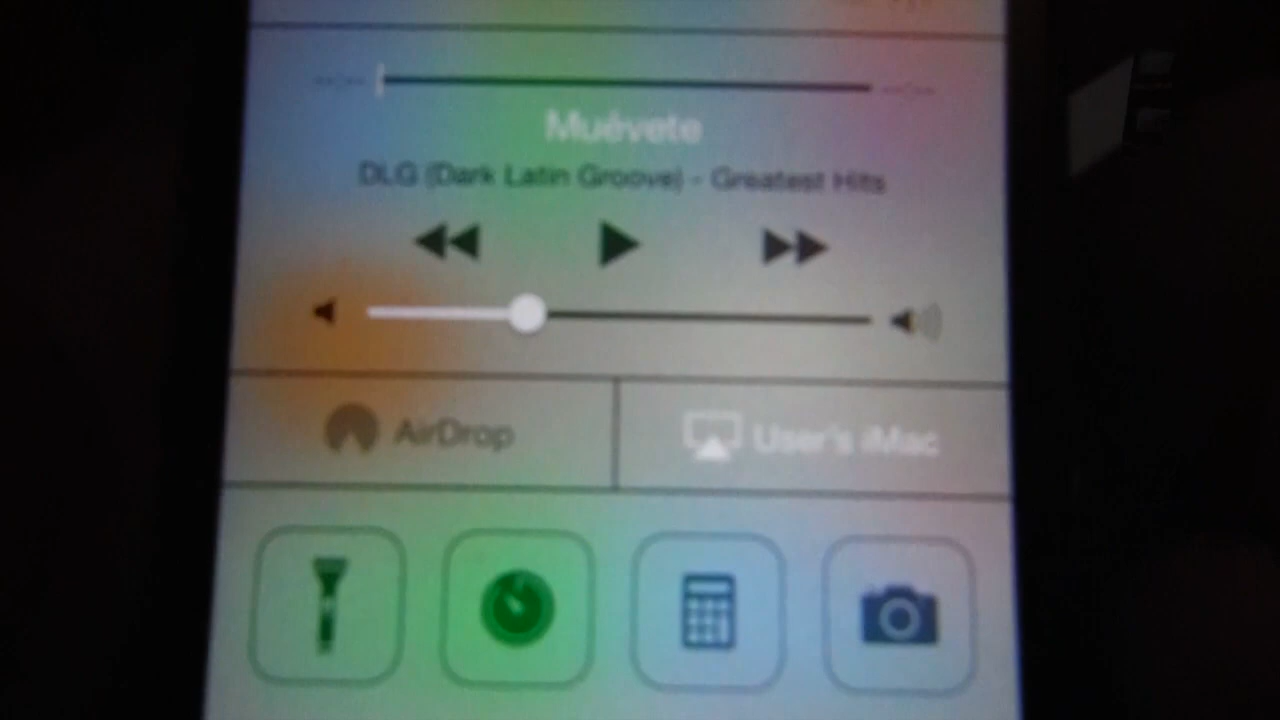 Muévete
DLG (Dark Latin Groove) - Greatest Hits
AirDrop
User's iMac